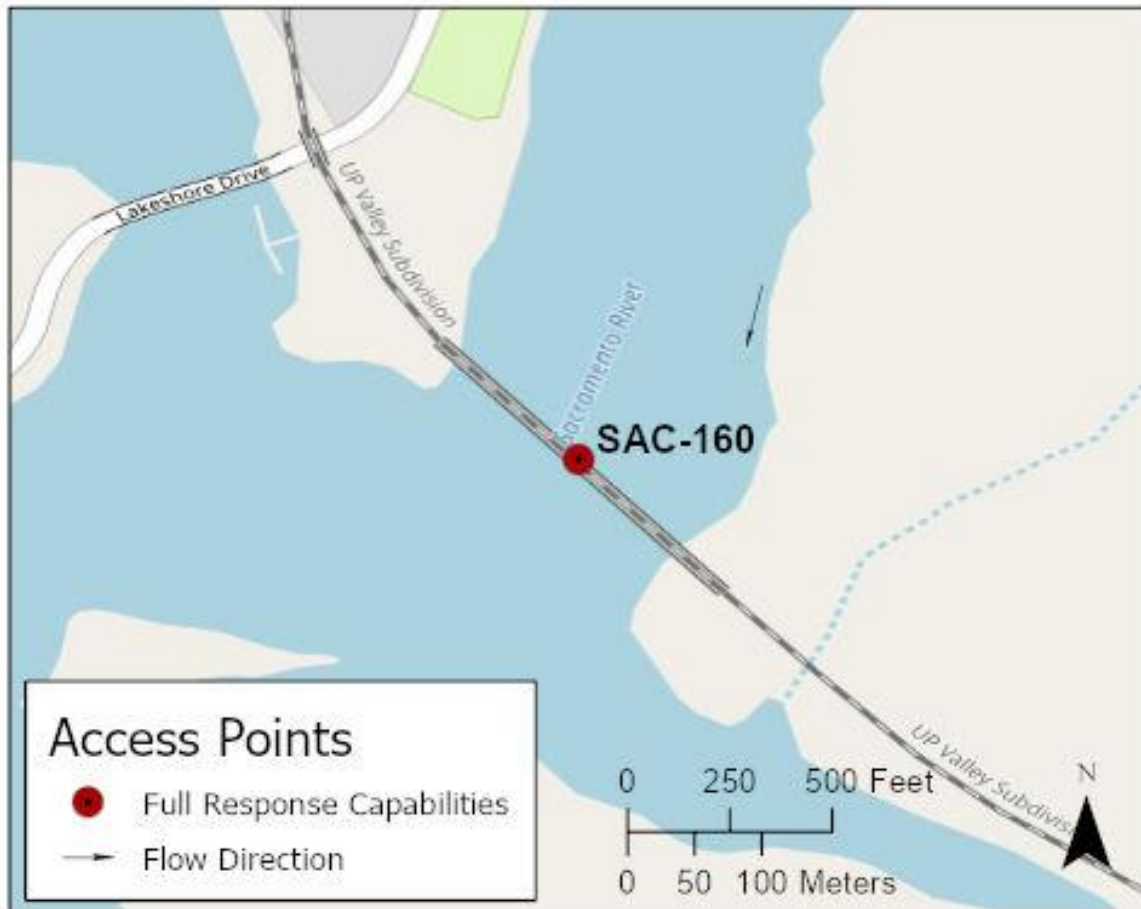 Lakeshore Drive
UP Valley Subdivision
Sacramento River
SAC-160
UP Valley Subdivisi
Access Points
Full Response Capabilities
Flow Direction
0 250 500 Feet
0 50 100 Meters
N